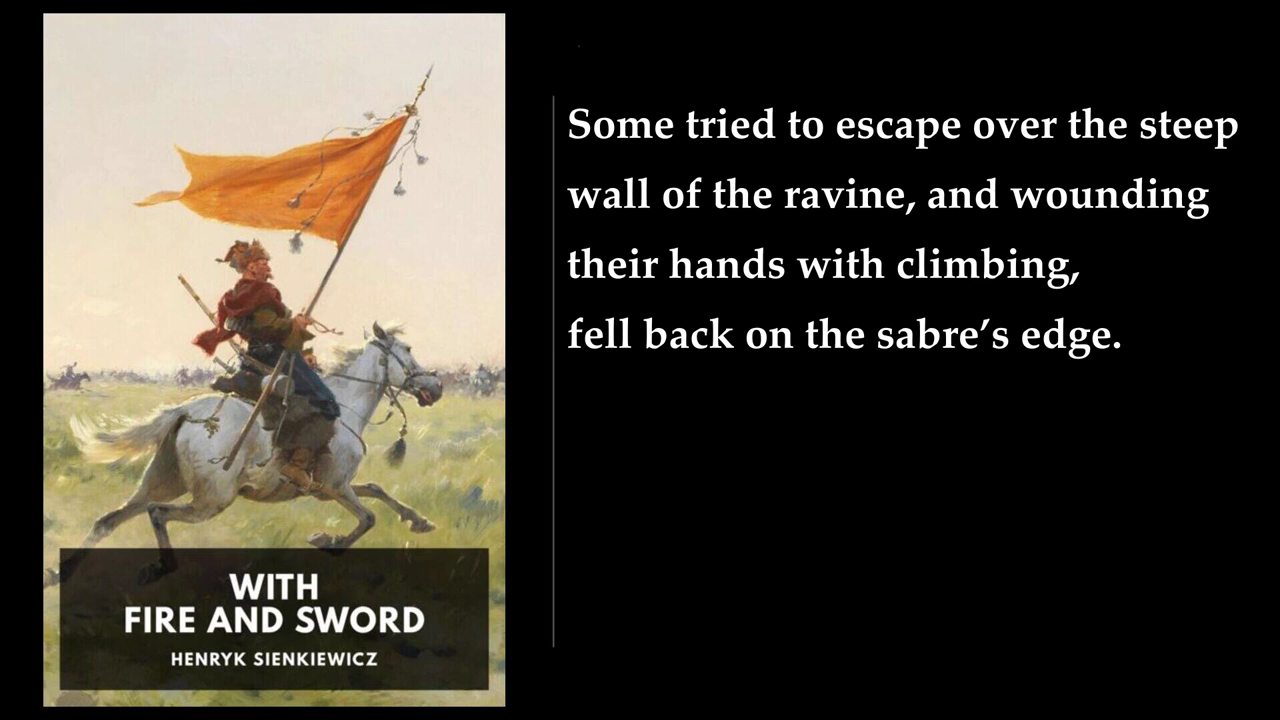 WITH
FIRE AND SWORD
HENRYK SIENKIEWICZ
Some tried to escape over the steep
wall of the ravine, and wounding
their hands with climbing,
fell back on the sabre’s edge.